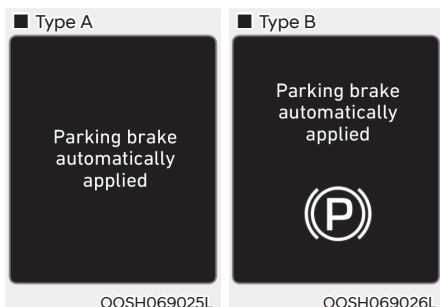 ■ Type A
Parking brake
automatically
applied
OOSH069025L
■ Type B
Parking brake
automatically
applied
P
OOSH069026L